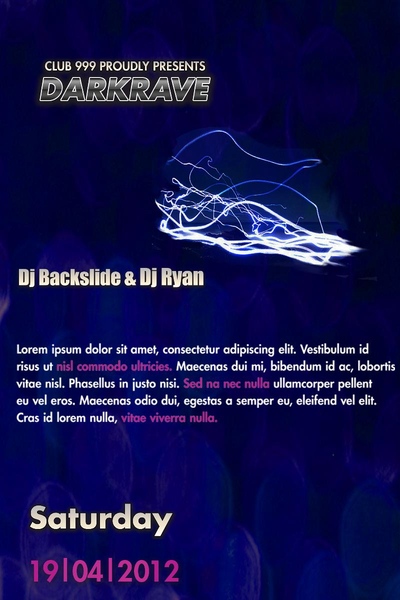 CLUB 999 PROUDLY PRESENTS
DARKRAVE
Dj Backslide & Dj Ryan
Lorem ipsum dolor sit amet, consectetur adipiscing elit. Vestibulum id
risus ut nisl commodo ultricies. Maecenas dui mi, bibendum id ac, lobortis
vitae nisl. Phasellus in justo nisi. Sed na nec nulla ullamcorper pellent
eu vel eros. Maecenas odio dui, egestas a semper eu, eleifend vel elit.
Cras id lorem nulla, vitae viverra nulla.
Saturday
19|04|2012